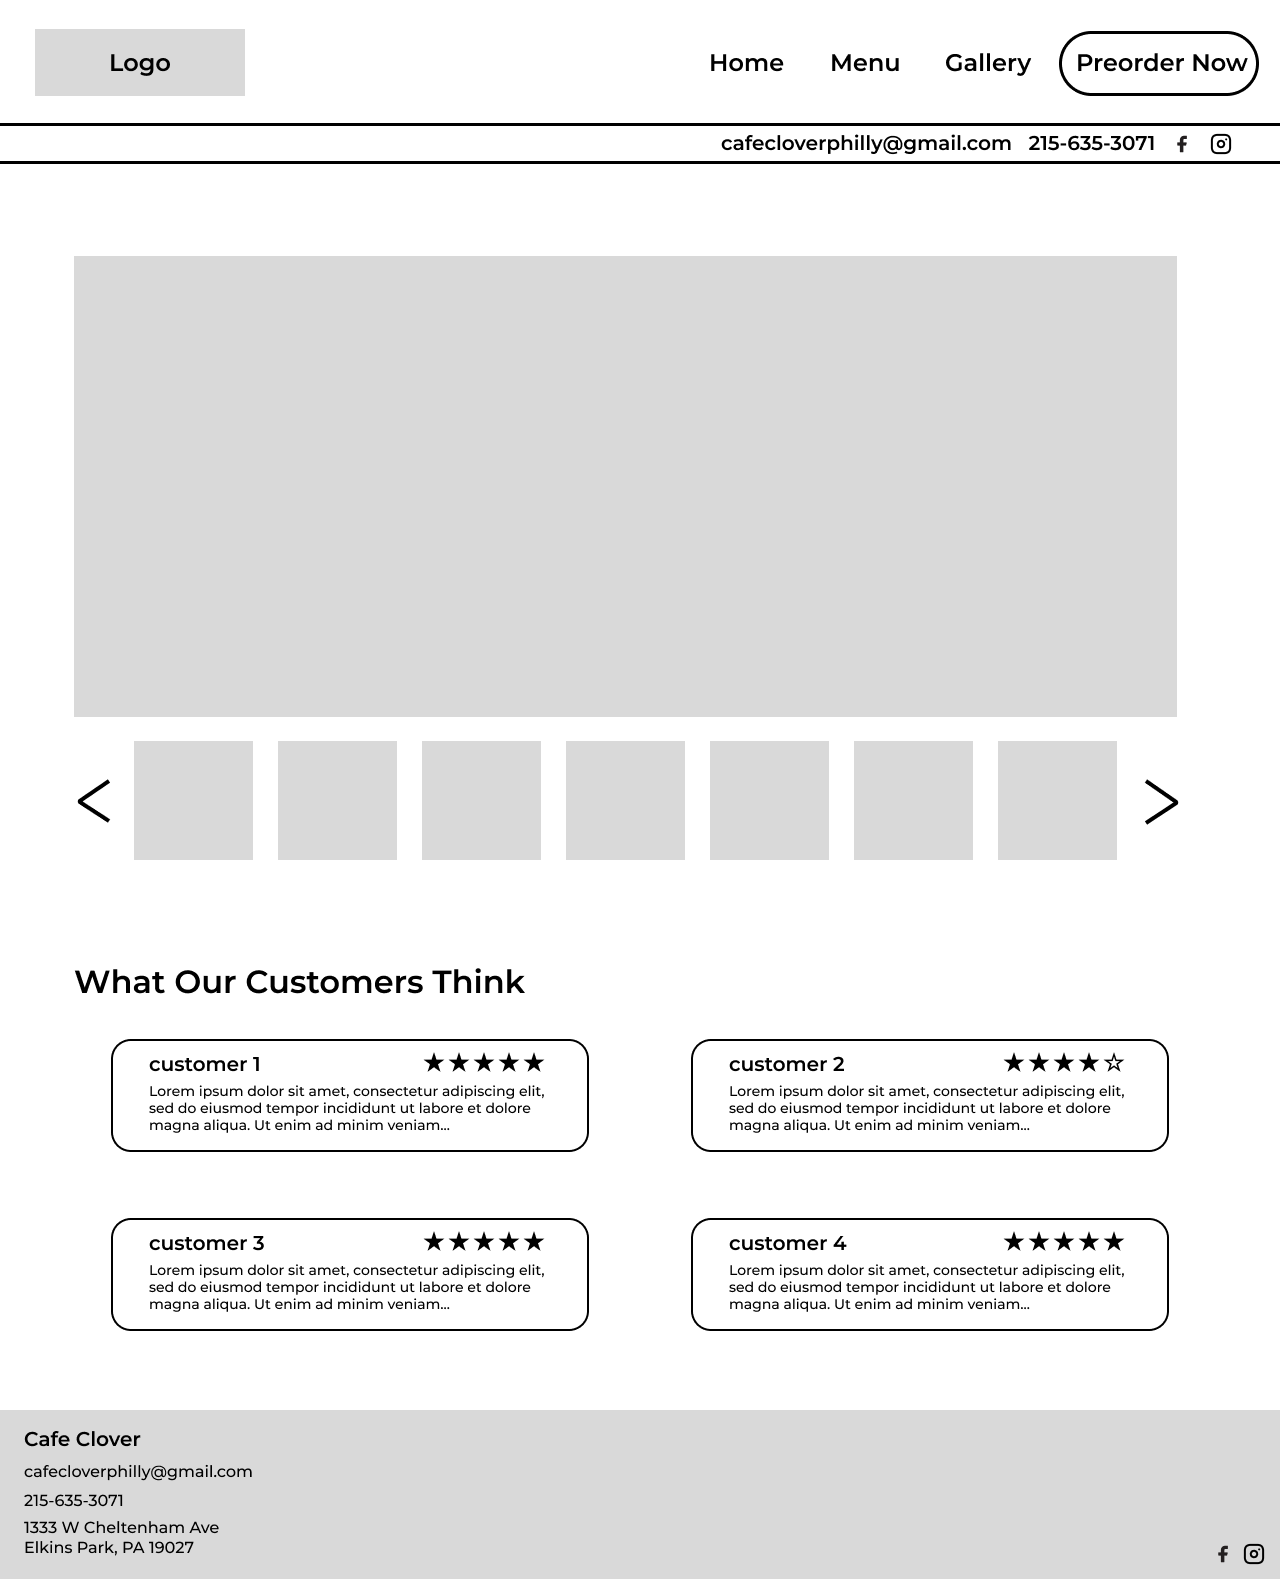 Logo
Home Menu Gallery Preorder Now
cafecloverphilly@gmail.com 215-635-3071
What Our Customers Think
customer 1 ★★★★★
Lorem ipsum dolor sit amet, consectetur adipiscing elit,
sed do eiusmod tempor incididunt ut labore et dolore
magna aliqua. Ut enim ad minim veniam...
customer 2 ★★★★☆
Lorem ipsum dolor sit amet, consectetur adipiscing elit,
sed do eiusmod tempor incididunt ut labore et dolore
magna aliqua. Ut enim ad minim veniam...
customer 3 ★★★★★
Lorem ipsum dolor sit amet, consectetur adipiscing elit,
sed do eiusmod tempor incididunt ut labore et dolore
magna aliqua. Ut enim ad minim veniam...
customer 4 ★★★★★
Lorem ipsum dolor sit amet, consectetur adipiscing elit,
sed do eiusmod tempor incididunt ut labore et dolore
magna aliqua. Ut enim ad minim veniam...
Cafe Clover
cafecloverphilly@gmail.com
215-635-3071
1333 W Cheltenham Ave
Elkins Park, PA 19027